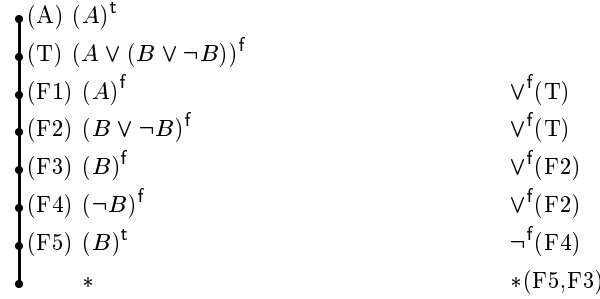 (A) (A)ᵗ
(T) (A ∨ (B ∨ ¬B))ᶠ
(F1) (A)ᶠ ∨ᶠ(T)
(F2) (B ∨ ¬B)ᶠ ∨ᶠ(T)
(F3) (B)ᶠ ∨ᶠ(F2)
(F4) (¬B)ᶠ ∨ᶠ(F2)
(F5) (B)ᵗ ¬ᶠ(F4)
* *(F5,F3)